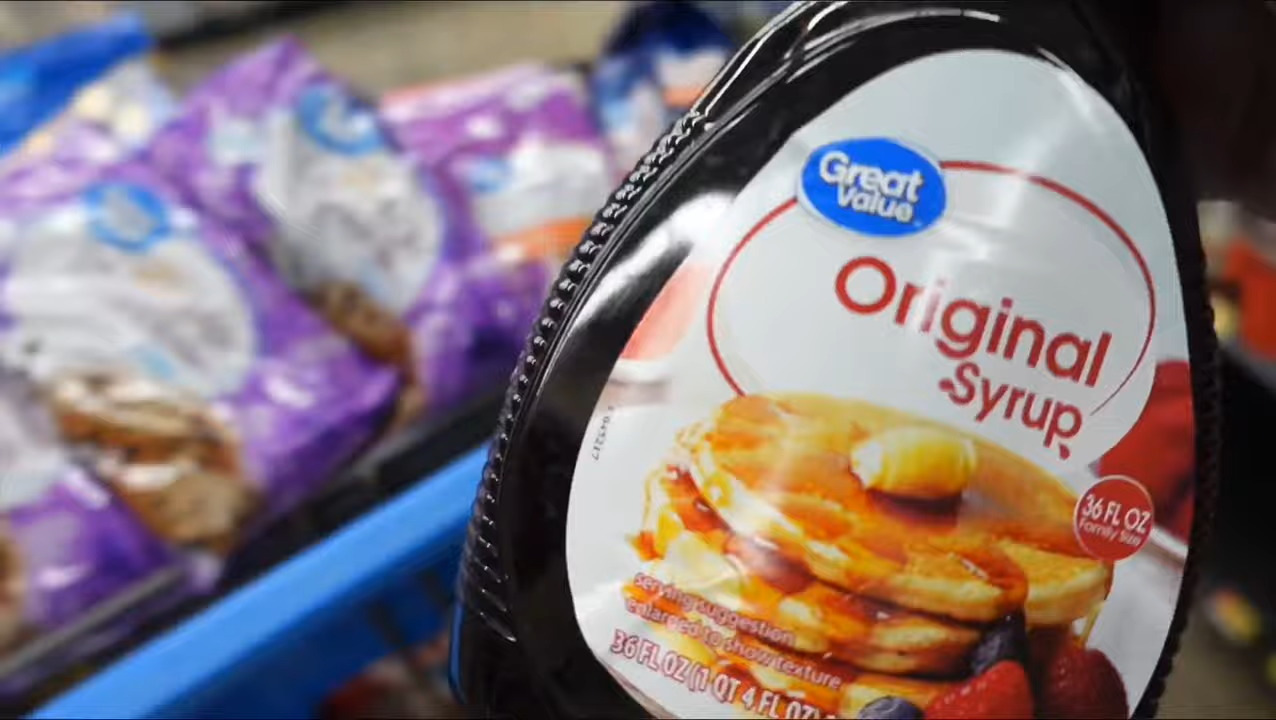 Great
Value
Original
Syrup
36 FL OZ
Family Size
serving suggestion
Enlarged to show texture
36 FL OZ (1 QT 4 FL OZ)